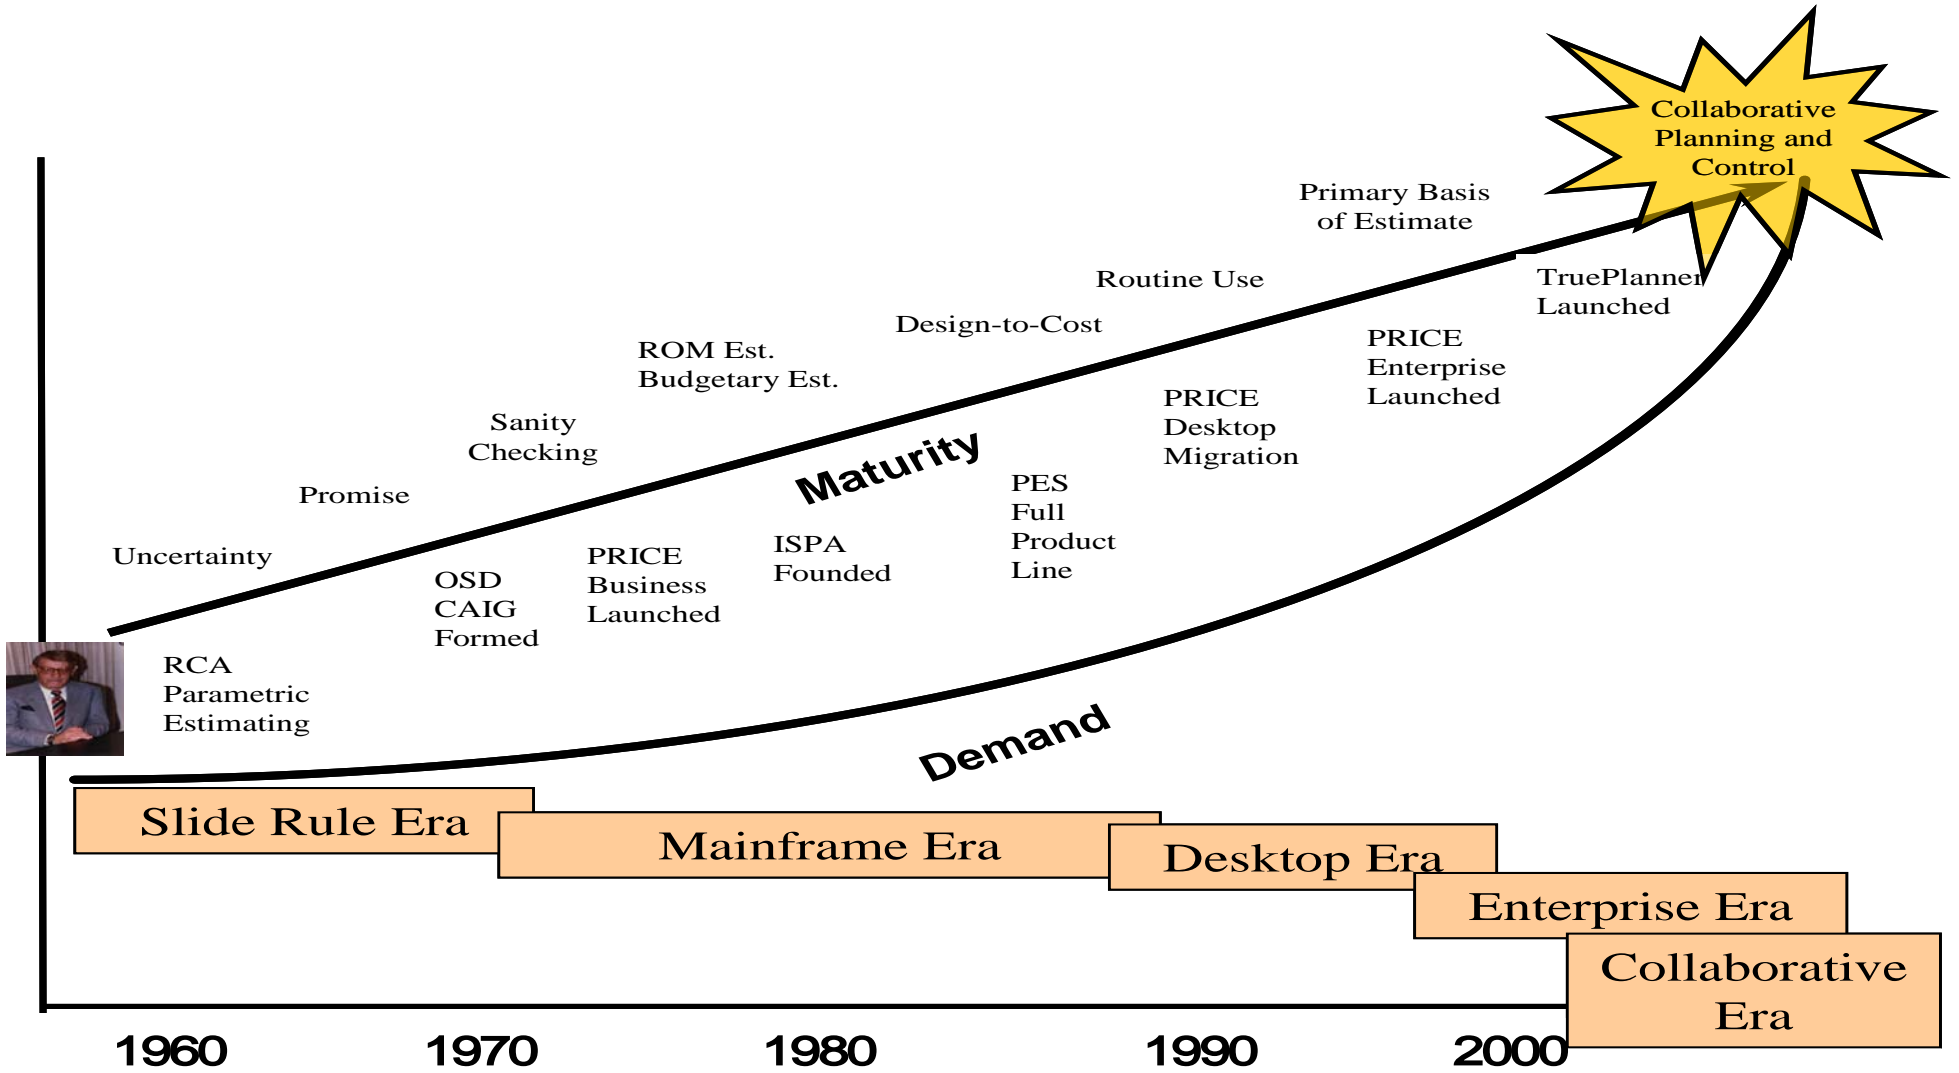 Collaborative
Planning and
Control
Primary Basis
of Estimate
Routine Use
Design-to-Cost
ROM Est.
Budgetary Est.
Sanity
Checking
Promise
Uncertainty
Maturity
TruePlanner
Launched
PRICE
Enterprise
Launched
PRICE
Desktop
Migration
PES
Full
Product
Line
ISPA
Founded
PRICE
Business
Launched
OSD
CAIG
Formed
RCA
Parametric
Estimating
Demand
Slide Rule Era
Mainframe Era
Desktop Era
Enterprise Era
Collaborative
Era
1960 1970 1980 1990 2000